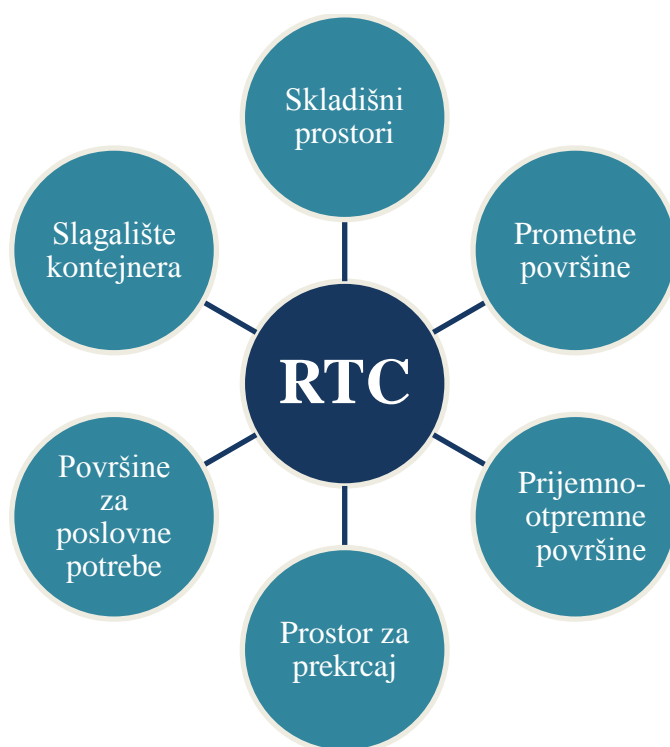 Skladišni
prostori
Prometne
površine
Prijemno-
otpremne
površine
Prostor za
prekrcaj
Površine
za
poslovne
potrebe
Slagalište
kontejnera
RTC